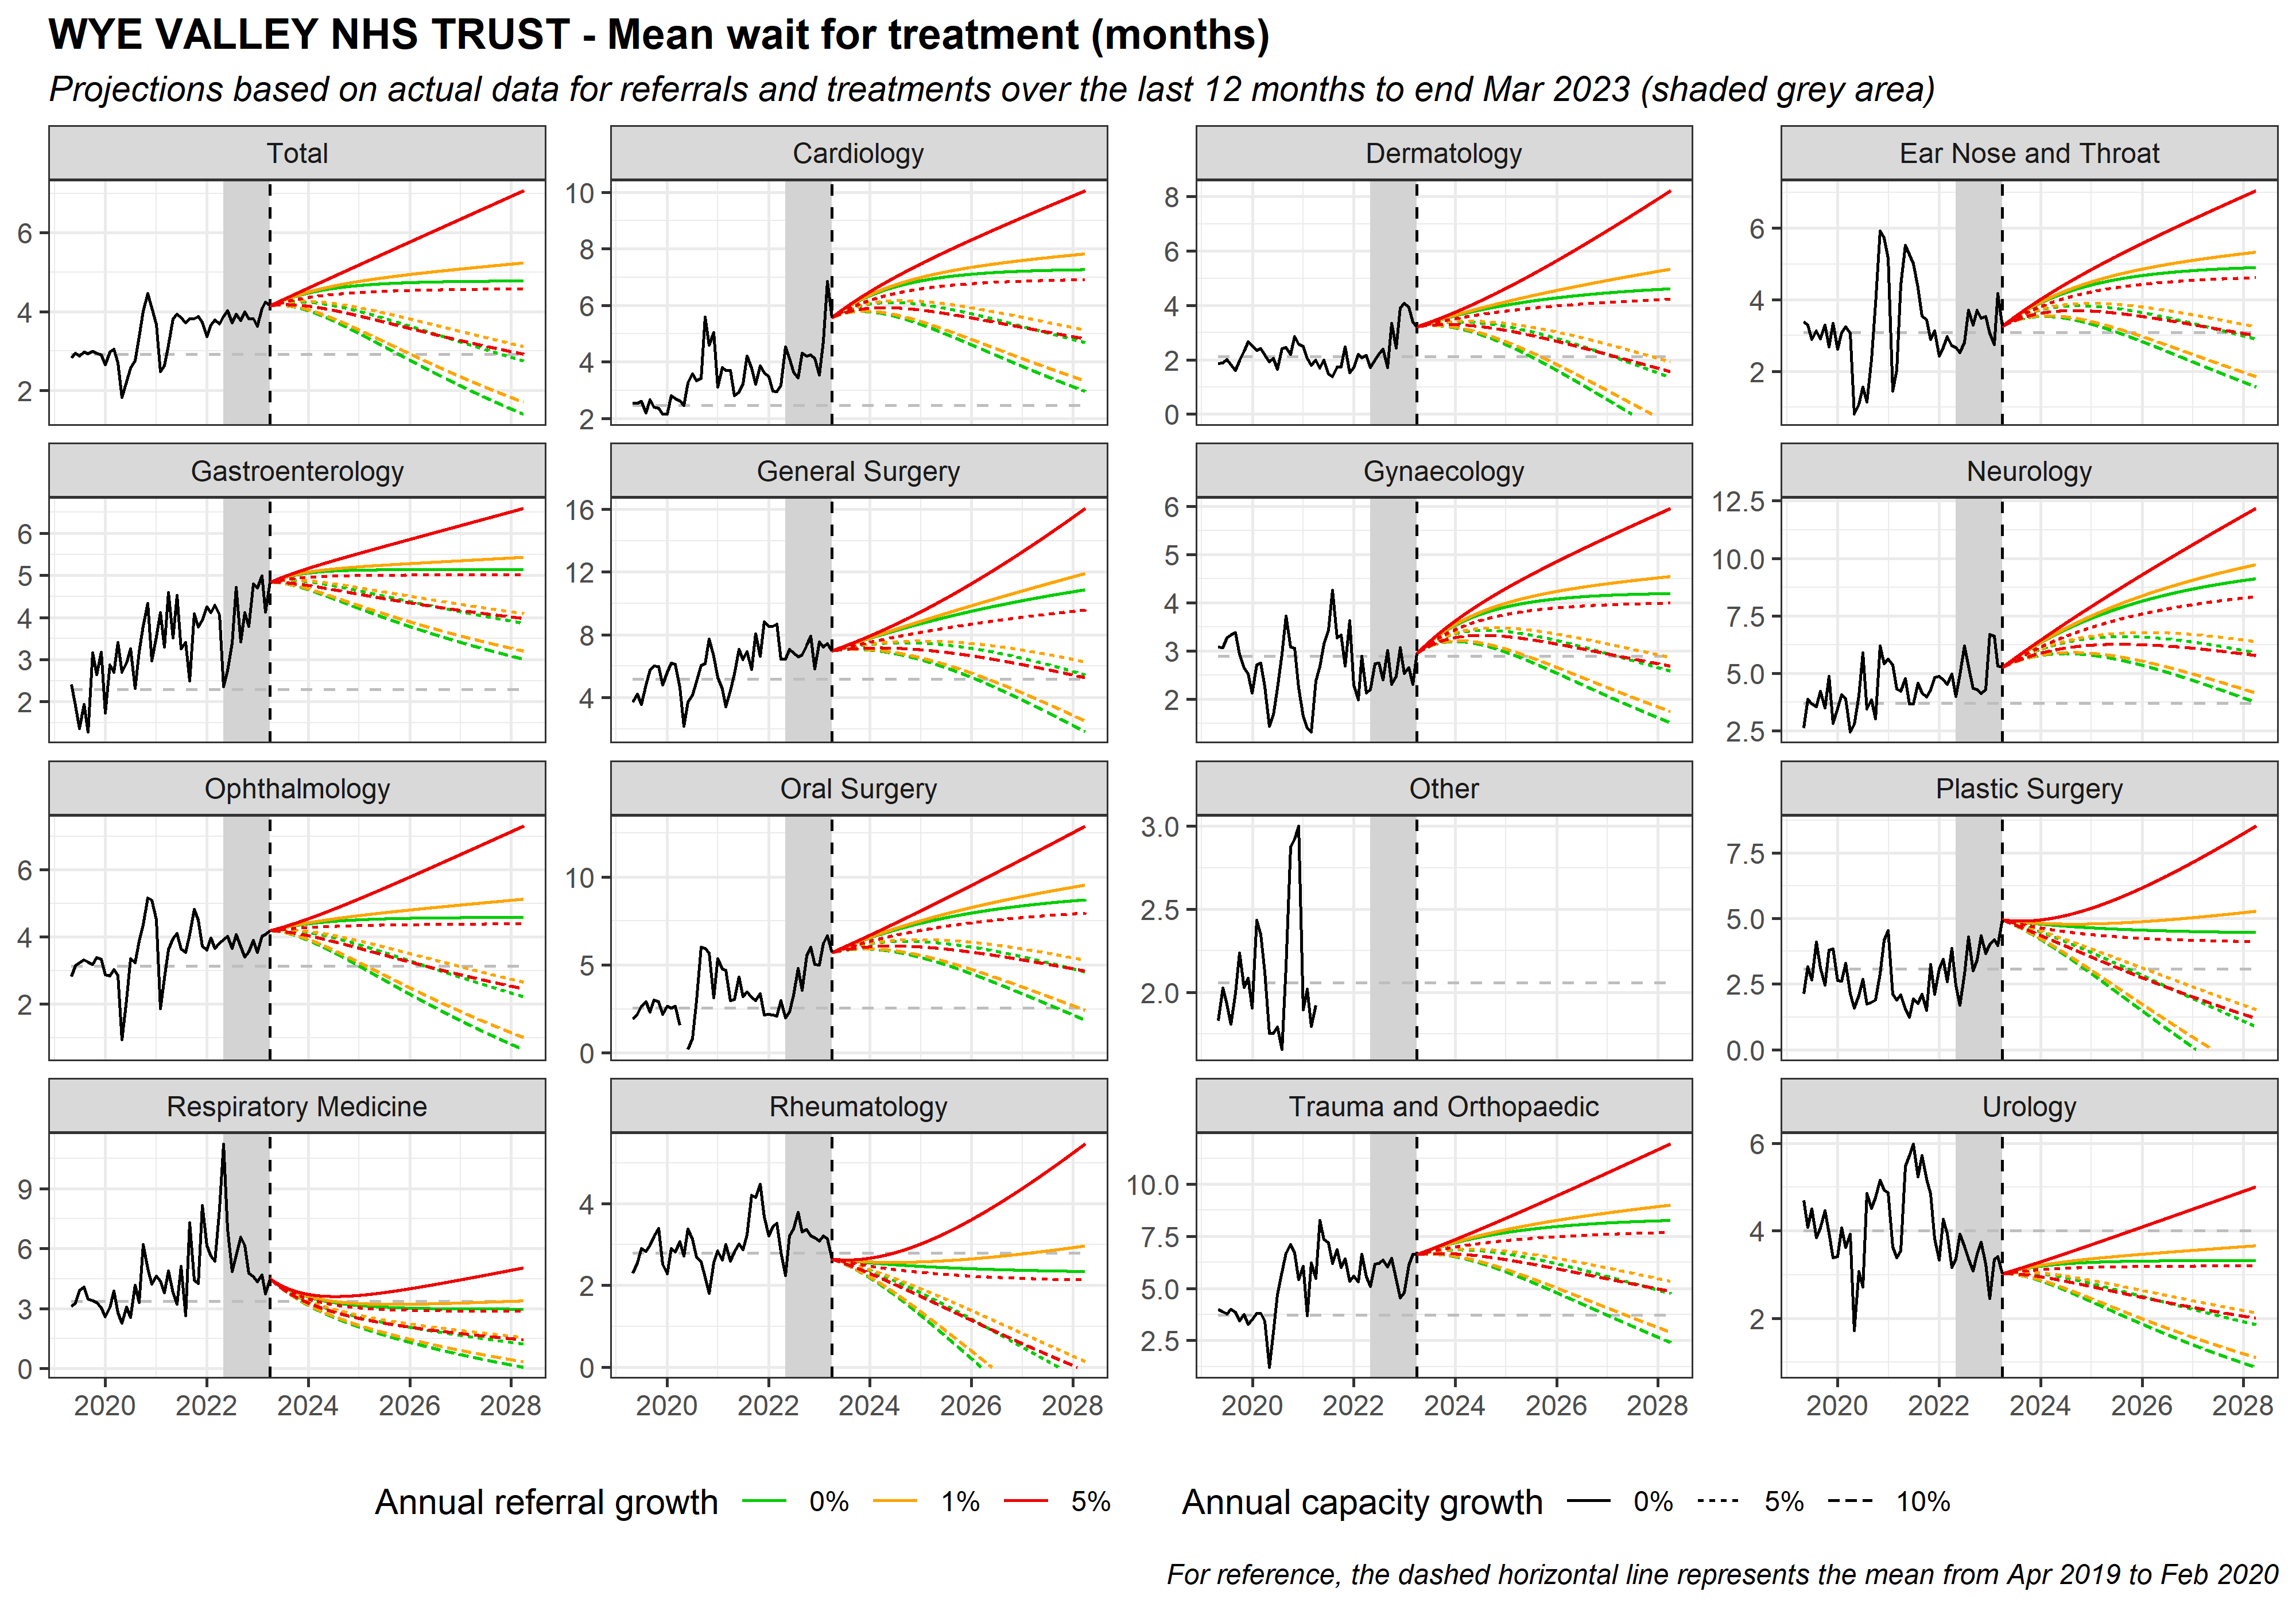 WYE VALLEY NHS TRUST - Mean wait for treatment (months)
Projections based on actual data for referrals and treatments over the last 12 months to end Mar 2023 (shaded grey area)
Total
Cardiology
Dermatology
Ear Nose and Throat
6
4
2
10
8
6
4
2
8
6
4
2
0
6
4
2
Gastroenterology
General Surgery
Gynaecology
Neurology
6
5
4
3
2
16
12
8
4
6
5
4
3
2
12.5
10.0
7.5
5.0
2.5
Ophthalmology
Oral Surgery
Other
Plastic Surgery
6
4
2
10
5
0
3.0
2.5
2.0
7.5
5.0
2.5
0.0
Respiratory Medicine
Rheumatology
Trauma and Orthopaedic
Urology
9
6
3
0
4
2
0
10.0
7.5
5.0
2.5
6
4
2
2020 2022 2024 2026 2028
2020 2022 2024 2026 2028
2020 2022 2024 2026 2028
2020 2022 2024 2026 2028
Annual referral growth 0% 1% 5%
Annual capacity growth 0% 5% 10%
For reference, the dashed horizontal line represents the mean from Apr 2019 to Feb 2020